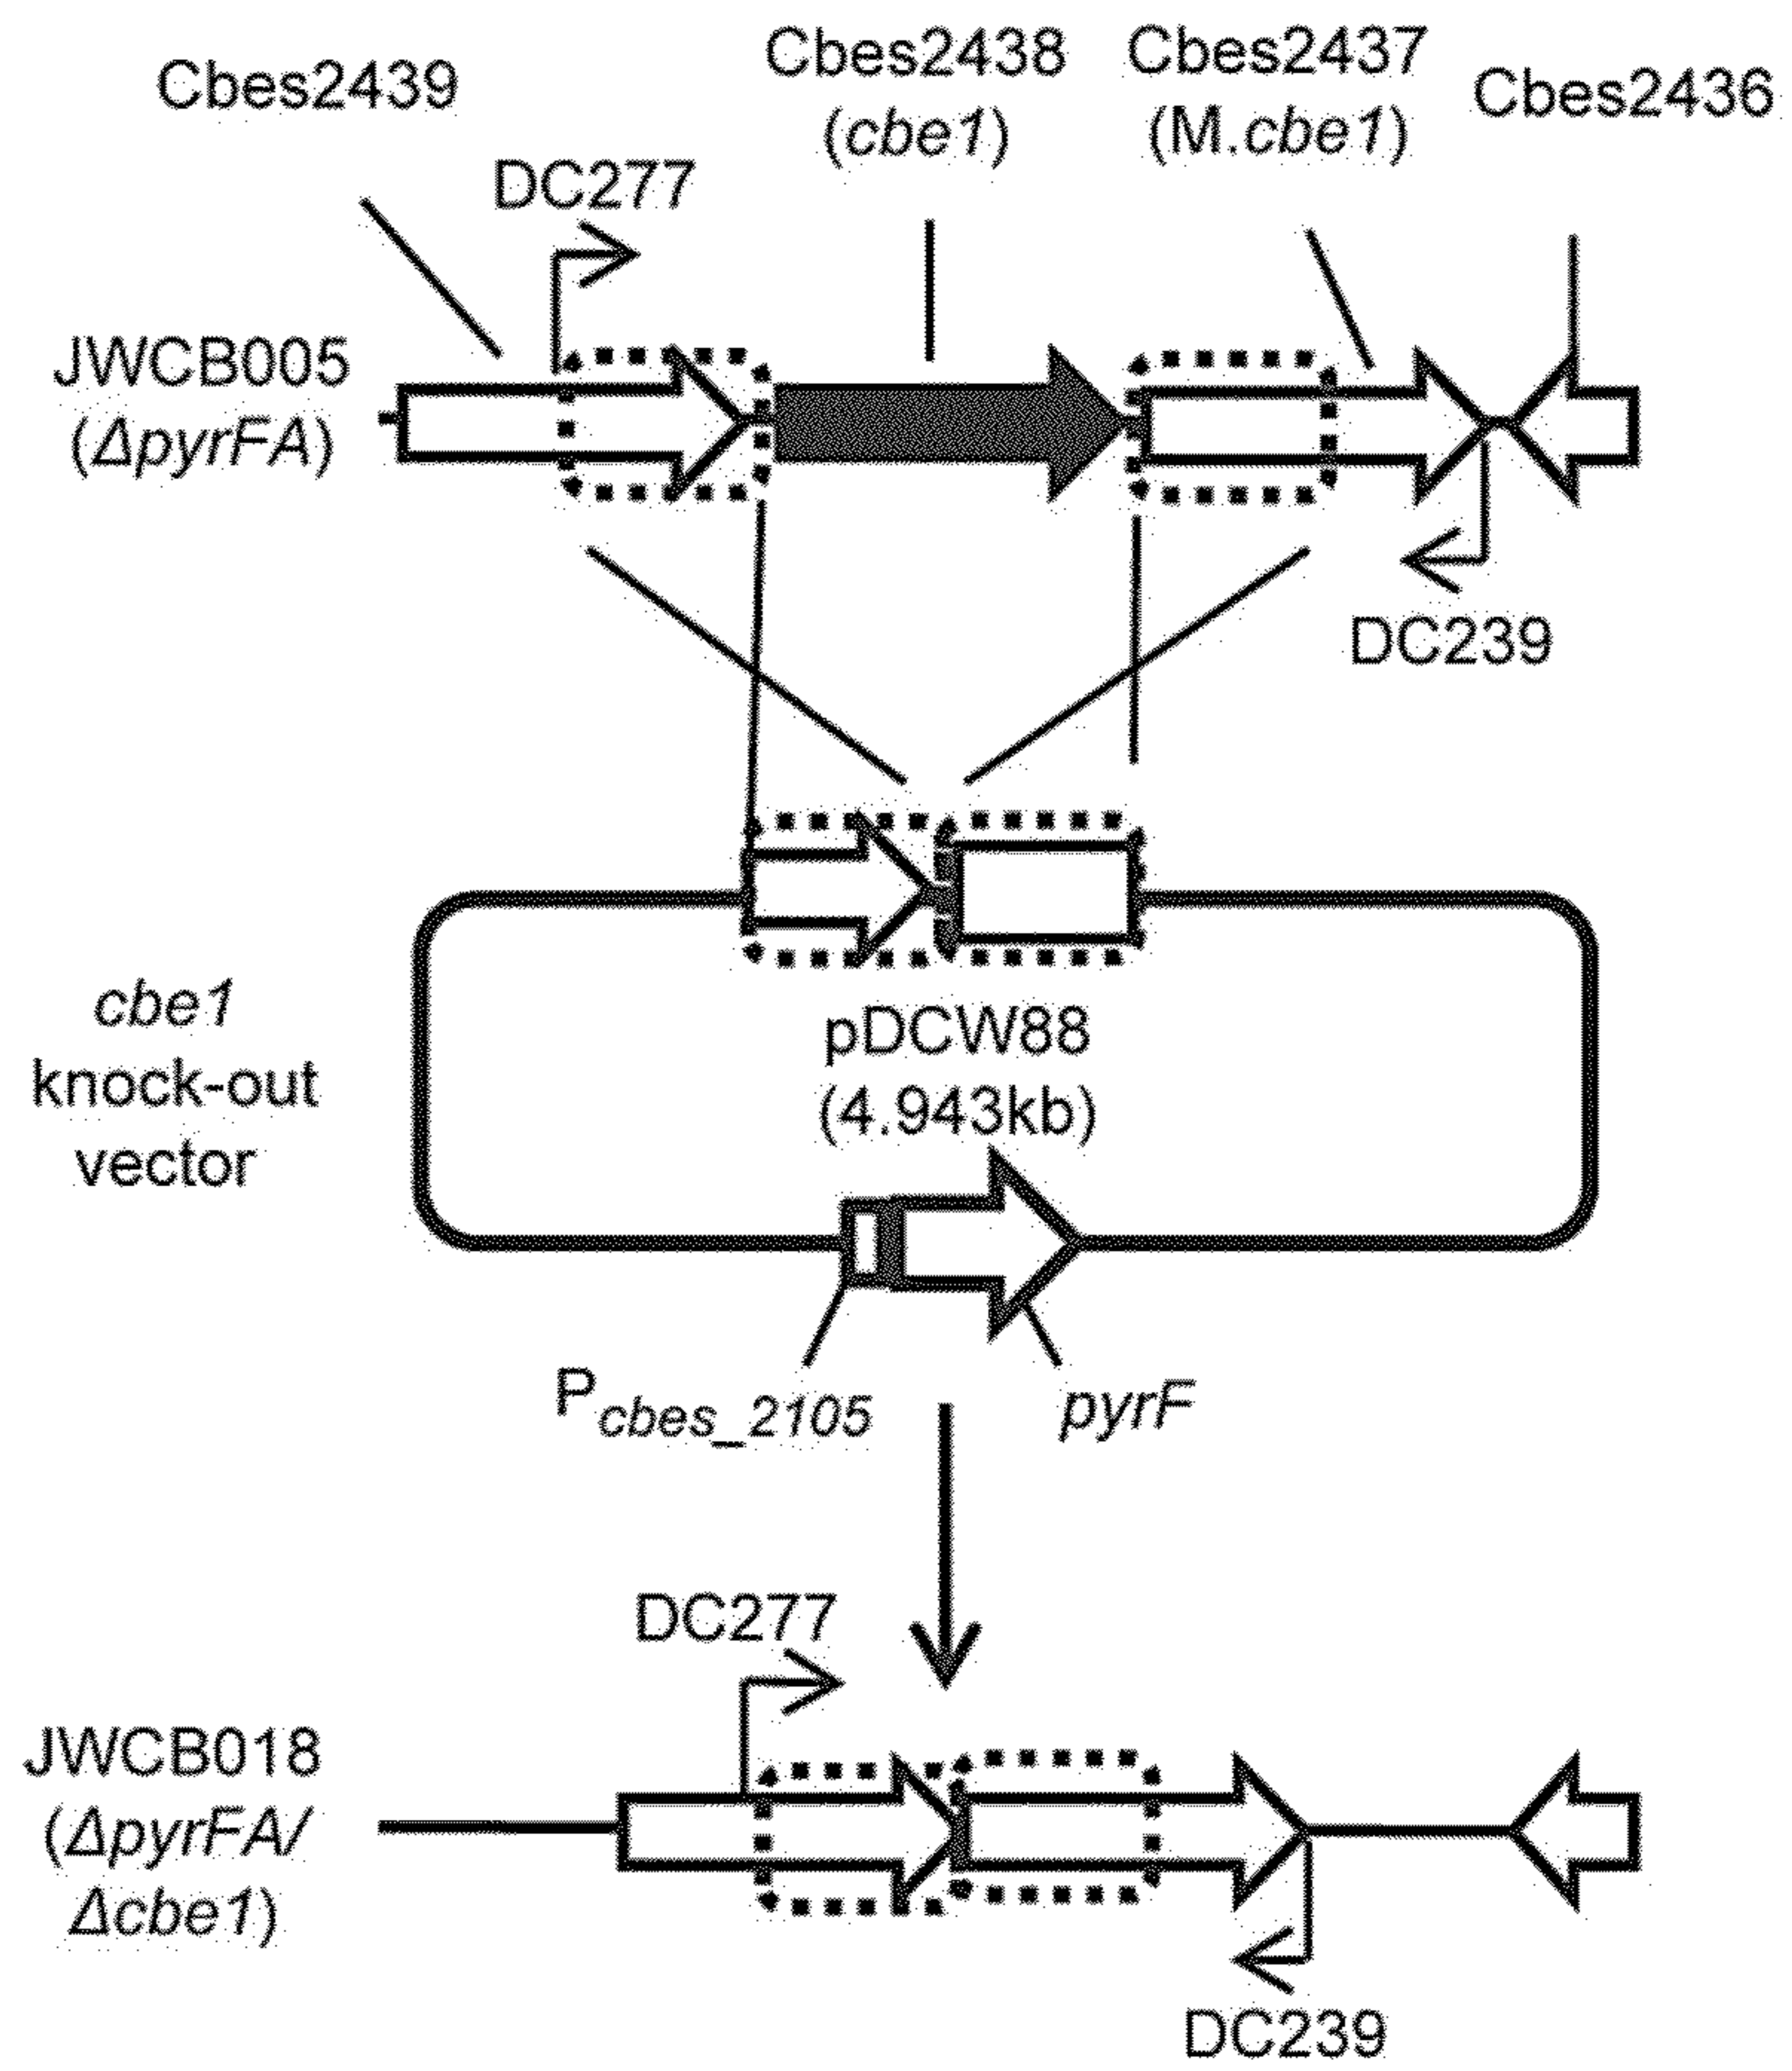 Cbes2439
Cbes2438
(cbe1)
Cbes2437
(M.cbe1)
Cbes2436
DC277
JWCB005
(ΔpyrFA)
DC239
cbe1
knock-out
vector
pDCW88
(4.943kb)
Pcbes_2105
pyrF
DC277
JWCB018
(ΔpyrFA/
Δcbe1)
DC239